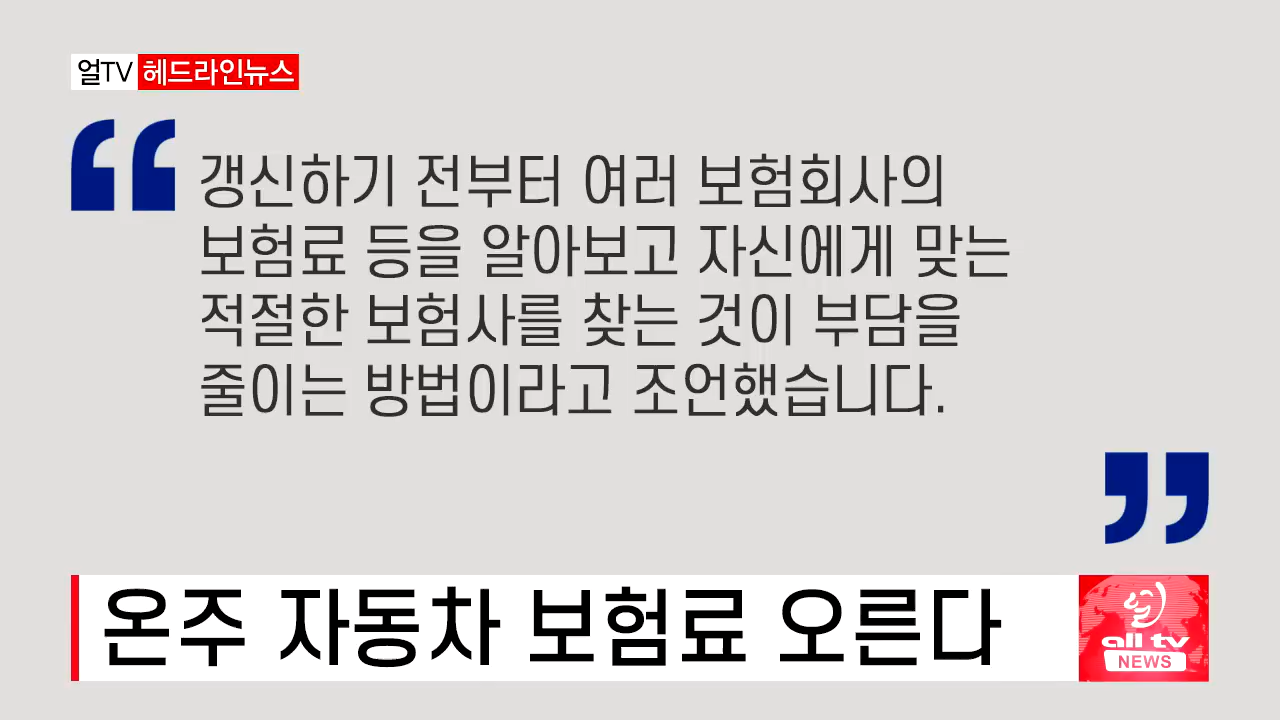 얼TV 헤드라인뉴스
갱신하기 전부터 여러 보험회사의
보험료 등을 알아보고 자신에게 맞는
적절한 보험사를 찾는 것이 부담을
줄이는 방법이라고 조언했습니다.
온주 자동차 보험료 오른다
얼
all tv
NEWS